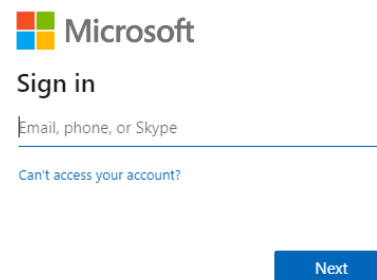 Microsoft
Sign in
Email, phone, or Skype
Can't access your account?
Next